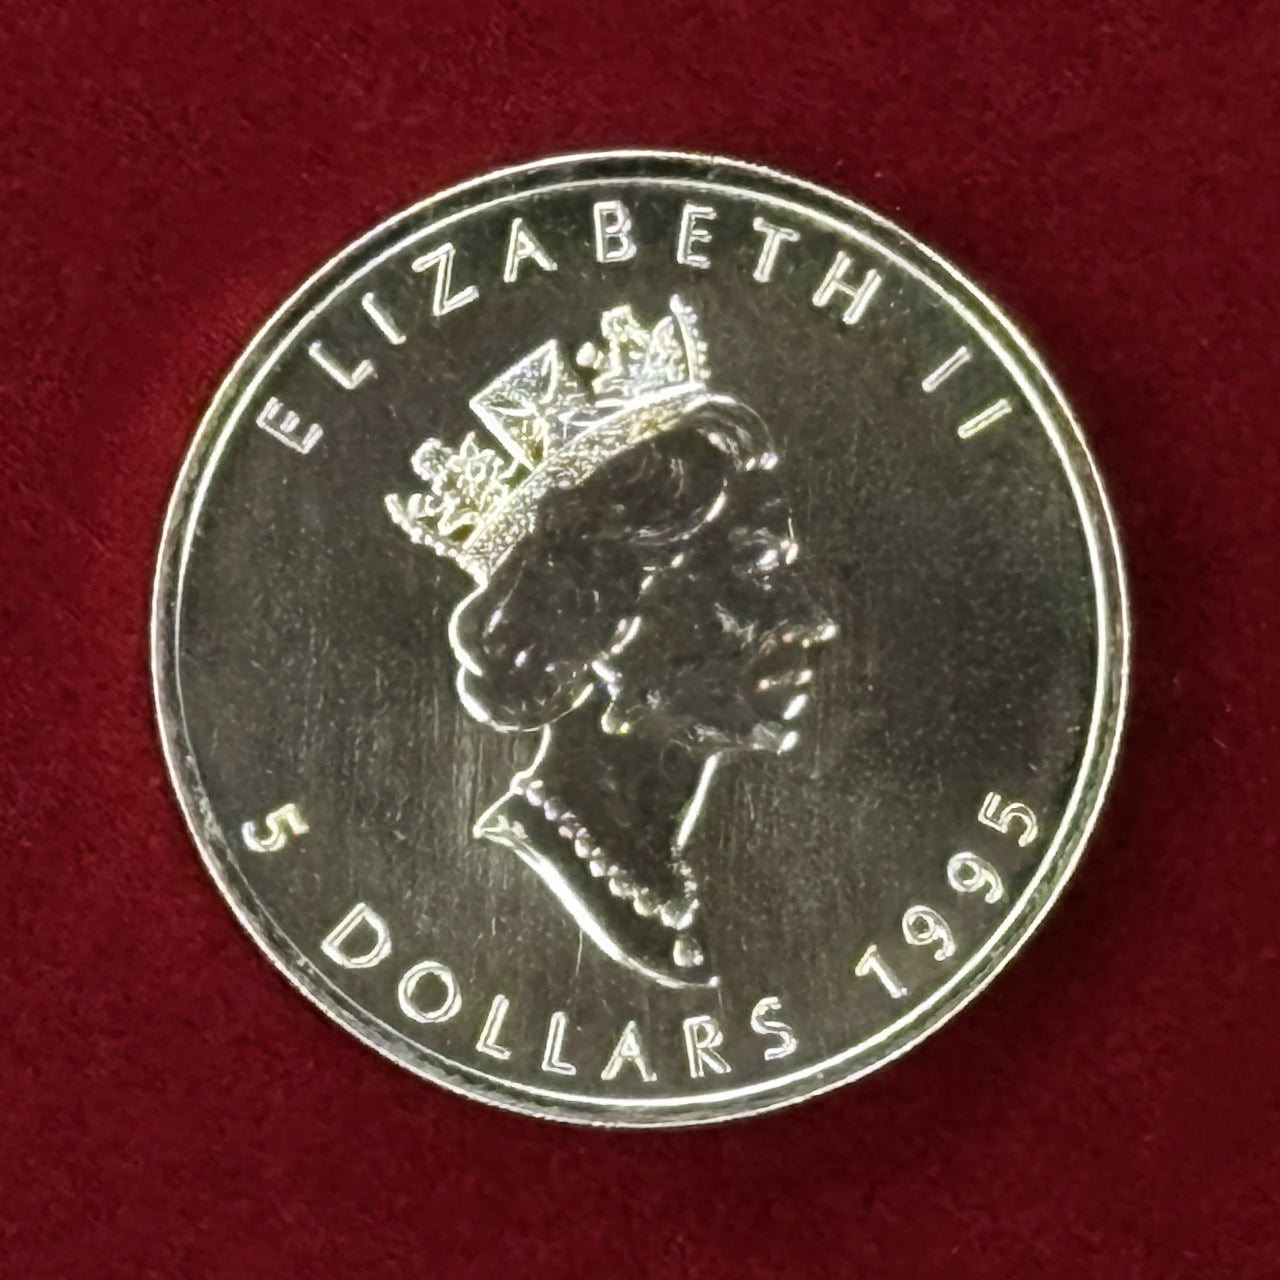 ELIZABETH II
5 DOLLARS 1995